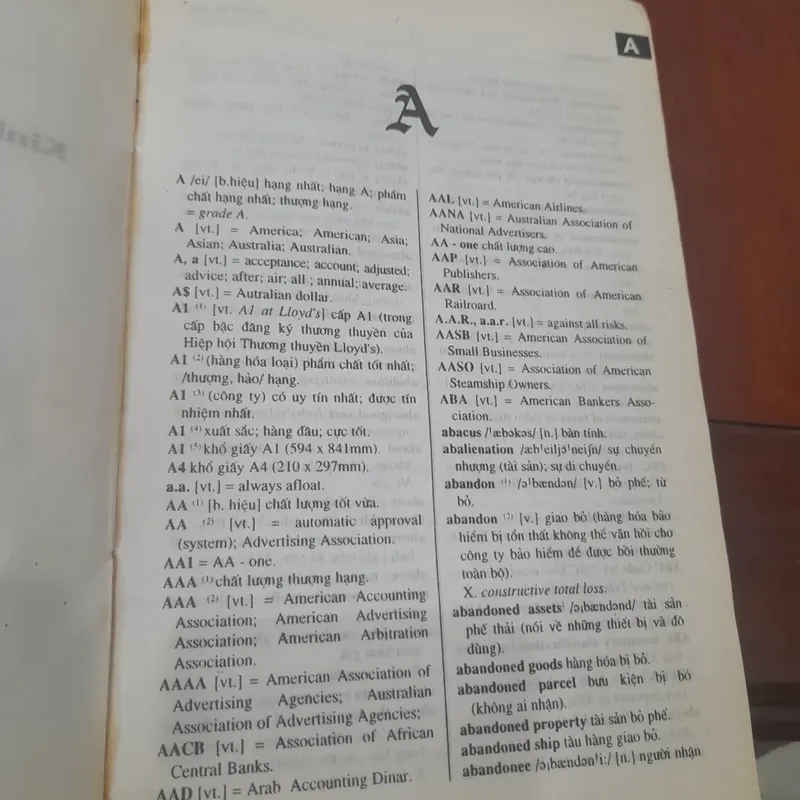 A
A
A /ei/ [b.hiệu] hạng nhất; hạng A; phẩm
chất hạng nhất; thượng hạng.
= grade A.
A [vt.] = America; American; Asia;
Asian; Australia; Australian.
A, a [vt.] = acceptance; account; adjusted;
advice; after; air; all ; annual; average.
A$ [vt.] = Autralian dollar.
A1 (1) [vt. A1 at Lloyd's] cấp A1 (trong
cấp bậc đăng ký thương thuyền của
Hiệp hội Thương thuyền Lloyd's).
A1 (2) (hàng hóa loại) phẩm chất tốt nhất;
/thượng, hảo/ hạng.
A1 (3) (công ty) có uy tín nhất; được tín
nhiệm nhất.
A1 (4) xuất sắc; hàng đầu; cực tốt.
A1 (5) khổ giấy A1 (594 x 841mm).
A4 khổ giấy A4 (210 x 297mm).
a.a. [vt.] = always afloat.
AA (1) [b. hiệu] chất lượng tốt vừa.
AA (2) [vt.] = automatic approval
(system); Advertising Association.
AA1 = AA - one.
AAA (1) chất lượng thượng hạng.
AAA (2) [vt.] = American Accounting
Association; American Advertising
Association; American Arbitration
Association.
AAAA [vt.] = American Association of
Advertising Agencies; Australian
Association of Advertising Agencies;
AACB [vt.] = Association of African
Central Banks.
AAD [vt.] = Arab Accounting Dinar.
AAL [vt.] = American Airlines.
AANA [vt.] = Australian Association of
National Advertisers.
AA - one chất lượng cao.
AAP [vt.] = Association of American
Publishers.
AAR [vt.] = Association of American
Railroard.
A.A.R., a.a.r. [vt.] = against all risks.
AASB [vt.] = American Association of
Small Businesses.
AASO [vt.] = Association of American
Steamship Owners.
ABA [vt.] = American Bankers Asso-
ciation.
abacus /'æbəkəs/ [n.] bàn tính.
abalienation /æb'eiljə'neiʃn/ sự chuyển
nhượng (tài sản); sự di chuyển.
abandon (1) /ə'bændən/ [v.] bỏ phế; từ
bỏ.
abandon (2) [v.] giao bỏ (hàng hóa bảo
hiểm bị tổn thất không thể văn hồi cho
công ty bảo hiểm để được bồi thường
toàn bộ).
X. constructive total loss.
abandoned assets /əˌbændənd/ tài sản
phế thải (nói về những thiết bị và đồ
dùng).
abandoned goods hàng hóa bị bỏ.
abandoned parcel bưu kiện bị bỏ
(không ai nhận).
abandoned property tài sản bỏ phế.
abandoned ship tàu hàng giao bỏ.
abandonee /əˌbændən'i:/ [n.] người nhận